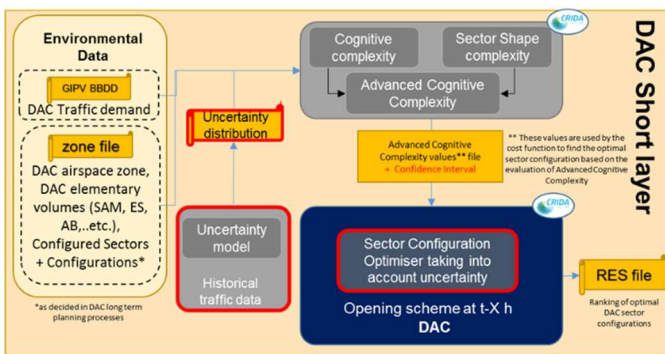 Environmental
Data
GIPV BBDD
DAC Traffic demand
zone file
DAC airspace zone,
DAC elementary
volumes (SAM, ES,
AB,..etc.),
Configured Sectors
+ Configurations*
*as decided in DAC long term
planning processes
Uncertainty
distribution
Uncertainty
model
Historical
traffic data
CRIDA
Cognitive
complexity
Sector Shape
complexity
Advanced Cognitive
Complexity
Advanced Cognitive
Complexity values** file
+ Confidence Interval
** These values are used by the
cost function to find the optimal
sector configuration based on the
evaluation of Advanced Cognitive
Complexity
CRIDA
Sector Configuration
Optimiser taking into
account uncertainty
Opening scheme at t-X h
DAC
RES file
Ranking of optimal
DAC sector
configurations
DAC Short layer